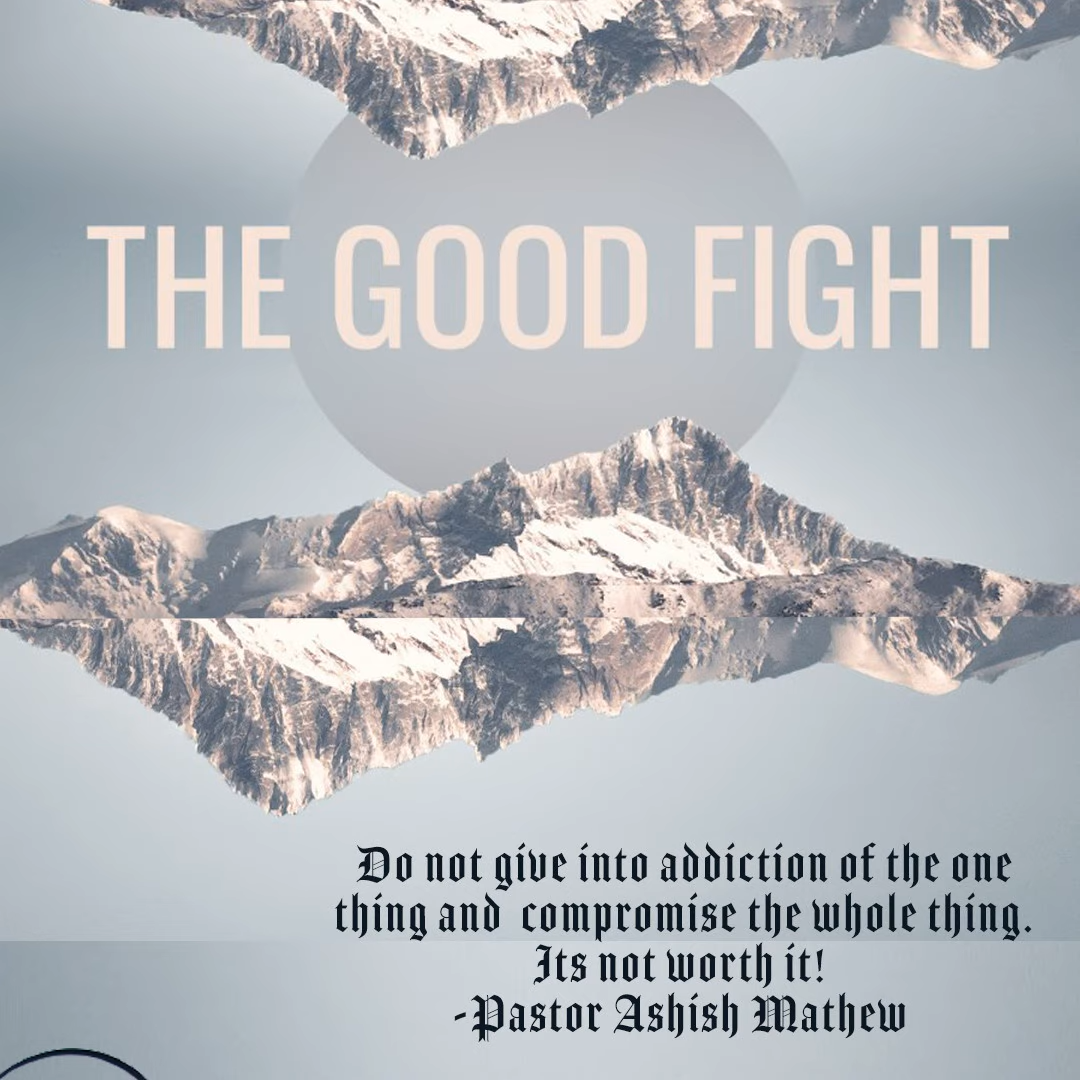 THE GOOD FIGHT
Do not give into addiction of the one
thing and compromise the whole thing.
Its not worth it!
-Pastor Ashish Mathew